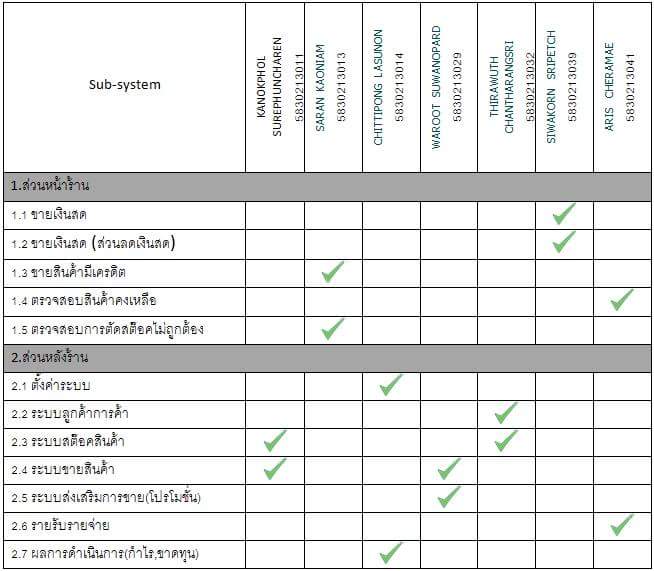 Sub-system
KANOKPHOL
SUREPHUNCHAREN
5830213011
SARAN KAONIAM
5830213013
CHITTIPONG LASUNON
5830213014
WAROOT SUWANOPARD
5830213029
THIRAWUTH
CHANTHARANGSRI
5830213032
SIWAKORN SRIPETCH
5830213039
ARIS CHERAMAE
5830213041
1.ส่วนหน้าร้าน
1.1 ขายเงินสด
1.2 ขายเงินสด (ส่วนลดเงินสด)
1.3 ขายสินค้ามีเครดิต
1.4 ตรวจสอบสินค้าคงเหลือ
1.5 ตรวจสอบการตัดสต๊อคไม่ถูกต้อง
2.ส่วนหลังร้าน
2.1 ตั้งค่าระบบ
2.2 ระบบลูกค้าการค้า
2.3 ระบบสต๊อคสินค้า
2.4 ระบบขายสินค้า
2.5 ระบบส่งเสริมการขาย(โปรโมชั่น)
2.6 รายรับรายจ่าย
2.7 ผลการดำเนินการ(กำไร,ขาดทุน)